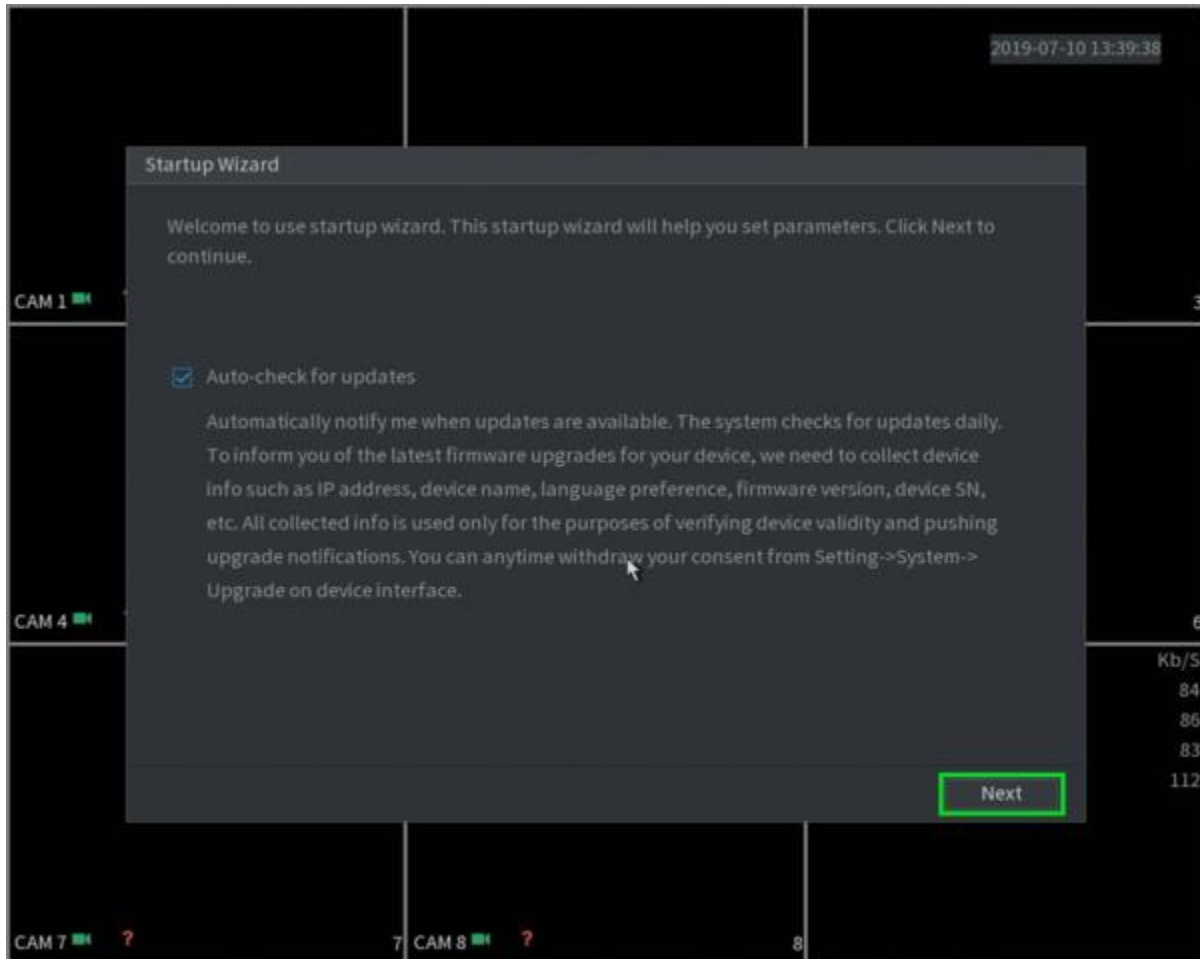 2019-07-10 13:39:38
Startup Wizard
Welcome to use startup wizard. This startup wizard will help you set parameters. Click Next to
continue.
CAM 1
3
Auto-check for updates
Automatically notify me when updates are available. The system checks for updates daily.
To inform you of the latest firmware upgrades for your device, we need to collect device
info such as IP address, device name, language preference, firmware version, device SN,
etc. All collected info is used only for the purposes of verifying device validity and pushing
upgrade notifications. You can anytime withdraw your consent from Setting->System->
Upgrade on device interface.
CAM 4
6
Kb/S
84
86
83
112
Next
CAM 7 ? 7 CAM 8 ? 8